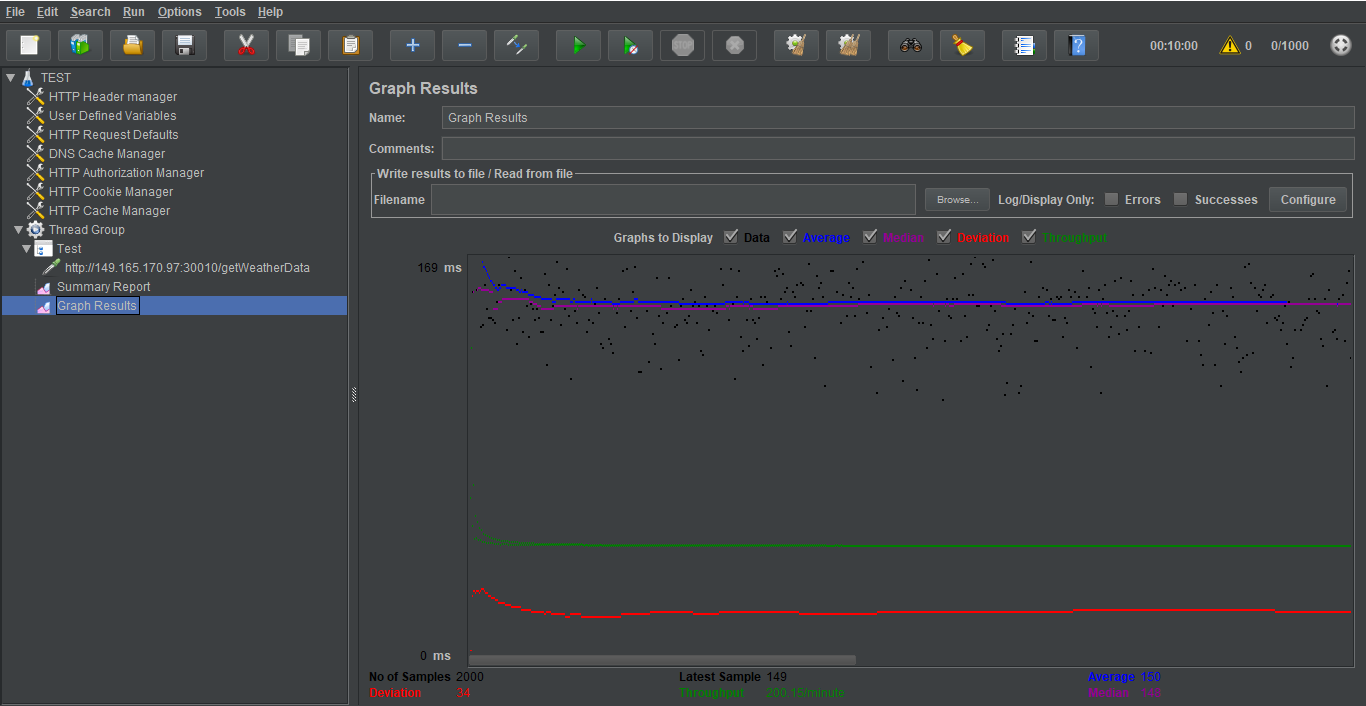 File Edit Search Run Options Tools Help
STOP 00:10:00 0 0/1000
TEST
HTTP Header manager
User Defined Variables
HTTP Request Defaults
DNS Cache Manager
HTTP Authorization Manager
HTTP Cookie Manager
HTTP Cache Manager
Thread Group
Test
http://149.165.170.97:30010/getWeatherData
Summary Report
Graph Results
Graph Results
Name: Graph Results
Comments:
Write results to file / Read from file
Filename Browse... Log/Display Only: Errors Successes Configure
Graphs to Display Data Average Median Deviation Throughput
169 ms
0 ms
No of Samples 2000 Latest Sample 149 Average 150
Deviation 34 Throughput 200.15/minute Median 148